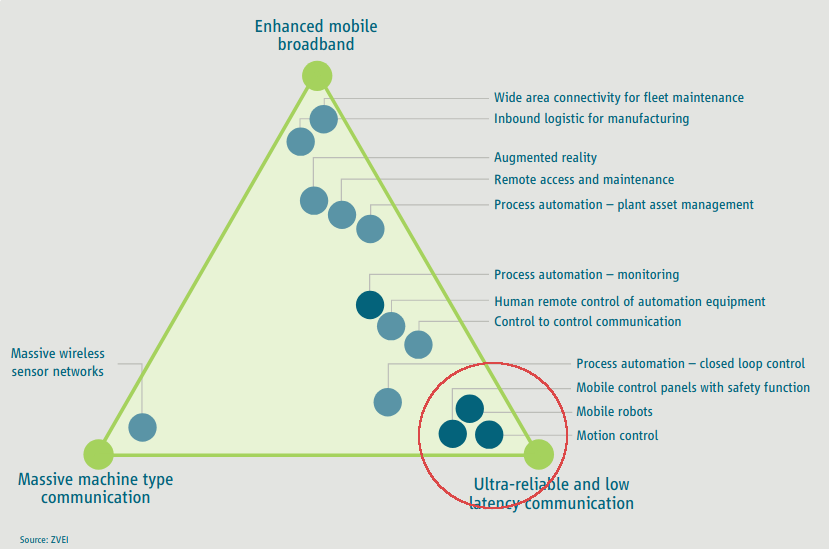 Enhanced mobile
broadband
Wide area connectivity for fleet maintenance
Inbound logistic for manufacturing
Augmented reality
Remote access and maintenance
Process automation – plant asset management
Process automation – monitoring
Human remote control of automation equipment
Control to control communication
Massive wireless
sensor networks
Process automation – closed loop control
Mobile control panels with safety function
Mobile robots
Motion control
Massive machine type
communication
Ultra-reliable and low
latency communication
Source: ZVEI